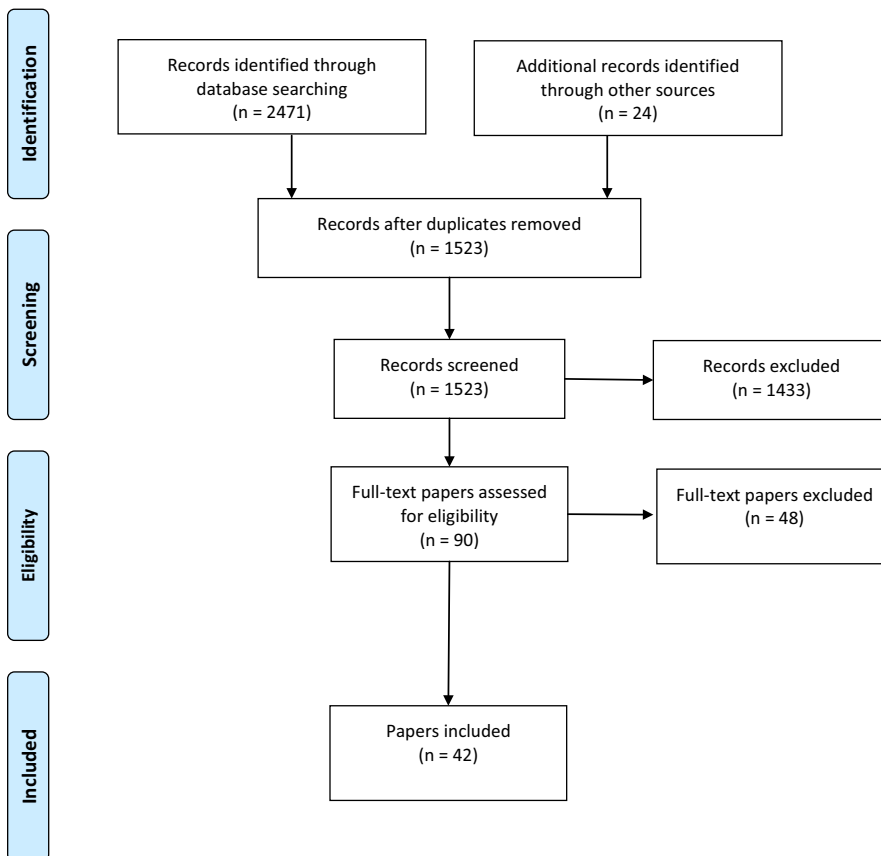 Identification
Records identified through
database searching
(n = 2471)
Additional records identified
through other sources
(n = 24)
Records after duplicates removed
(n = 1523)
Screening
Records screened
(n = 1523)
Records excluded
(n = 1433)
Eligibility
Full-text papers assessed
for eligibility
(n = 90)
Full-text papers excluded
(n = 48)
Included
Papers included
(n = 42)